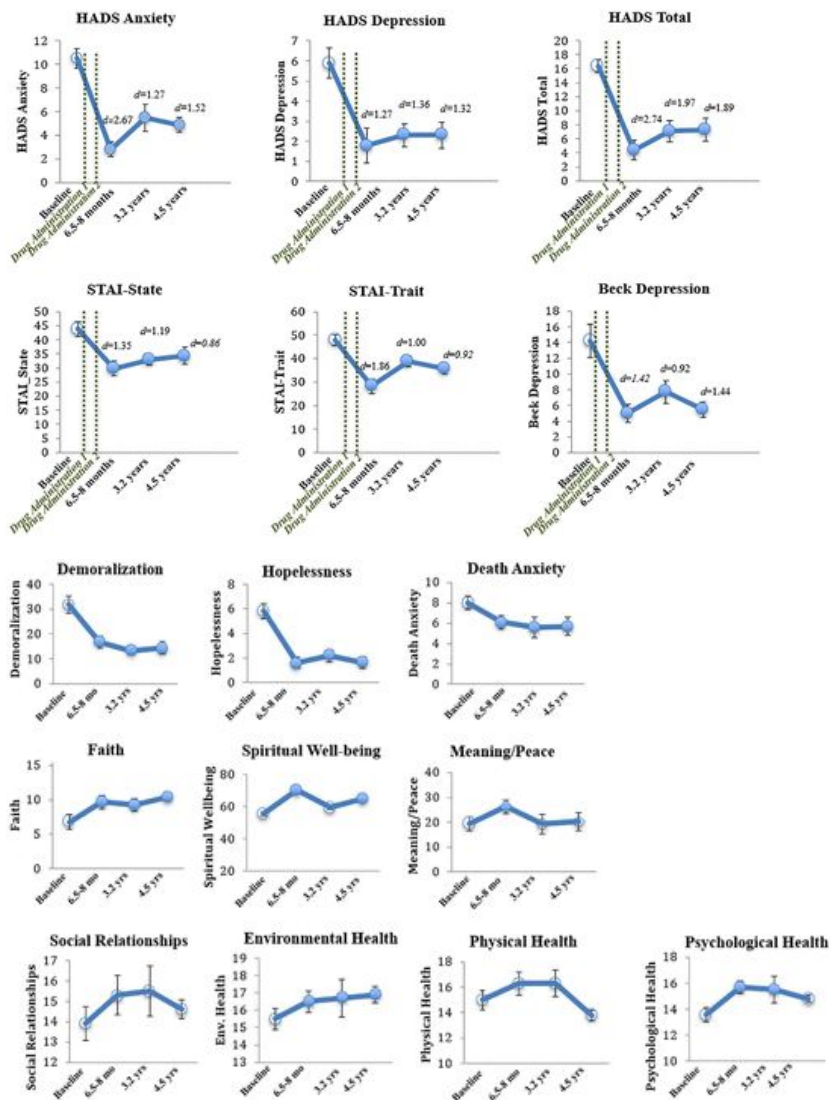 HADS Anxiety
HADS Anxiety
12
10
8
6
4
2
0
d=2.67
d=1.27
d=1.52
Baseline
Drug Administration 1
Drug Administration 2
6.5-8 months
3.2 years
4.5 years
HADS Depression
HADS Depression
7
6
5
4
3
2
1
0
d=1.27
d=1.36
d=1.32
Baseline
Drug Administration 1
Drug Administration 2
6.5-8 months
3.2 years
4.5 years
HADS Total
HADS Total
20
18
16
14
12
10
8
6
4
2
0
d=2.74
d=1.97
d=1.89
Baseline
Drug Administration 1
Drug Administration 2
6.5-8 months
3.2 years
4.5 years
STAI-State
STAI_State
50
45
40
35
30
25
20
15
10
5
0
d=1.35
d=1.19
d=0.86
Baseline
Drug Administration 1
Drug Administration 2
6.5-8 months
3.2 years
4.5 years
STAI-Trait
STAI-Trait
60
50
40
30
20
10
0
d=1.86
d=1.00
d=0.92
Baseline
Drug Administration 1
Drug Administration 2
6.5-8 months
3.2 years
4.5 years
Beck Depression
Beck Depression
16
14
12
10
8
6
4
2
0
d=1.42
d=0.92
d=1.44
Baseline
Drug Administration 1
Drug Administration 2
6.5-8 months
3.2 years
4.5 years
Demoralization
Demoralization
40
30
20
10
0
Baseline
6.5-8 mo
3.2 yrs
4.5 yrs
Hopelessness
Hopelessness
8
6
4
2
0
Baseline
6.5-8 mo
3.2 yrs
4.5 yrs
Death Anxiety
Death Anxiety
10
8
6
4
2
0
Baseline
6.5-8 mo
3.2 yrs
4.5 yrs
Faith
Faith
15
10
5
0
Baseline
6.5-8 mo
3.2 yrs
4.5 yrs
Spiritual Well-being
Spiritual Wellbeing
80
60
40
20
Baseline
6.5-8 mo
3.2 yrs
4.5 yrs
Meaning/Peace
Meaning/Peace
40
30
20
10
0
Baseline
6.5-8 mo
3.2 yrs
4.5 yrs
Social Relationships
Social Relationships
17
16
15
14
13
12
Baseline
6.5-8 mo
3.2 yrs
4.5 yrs
Environmental Health
Env. Health
19
18
17
16
15
14
13
Baseline
6.5-8 mo
3.2 yrs
4.5 yrs
Physical Health
Physical Health
18
16
14
12
10
Baseline
6.5-8 mo
3.2 yrs
4.5 yrs
Psychological Health
Psychological Health
18
16
14
12
10
Baseline
6.5-8 mo
3.2 yrs
4.5 yrs